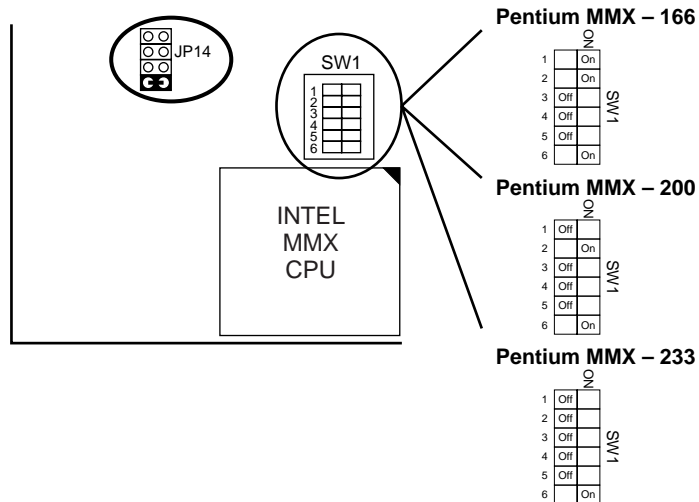 JP14
SW1
1
2
3
4
5
6
INTEL
MMX
CPU
Pentium MMX – 166
ON
1 On
2 On
3 Off
4 Off
5 Off
6 On
SW1
Pentium MMX – 200
ON
1 Off
2 On
3 Off
4 Off
5 Off
6 On
SW1
Pentium MMX – 233
ON
1 Off
2 Off
3 Off
4 Off
5 Off
6 On
SW1